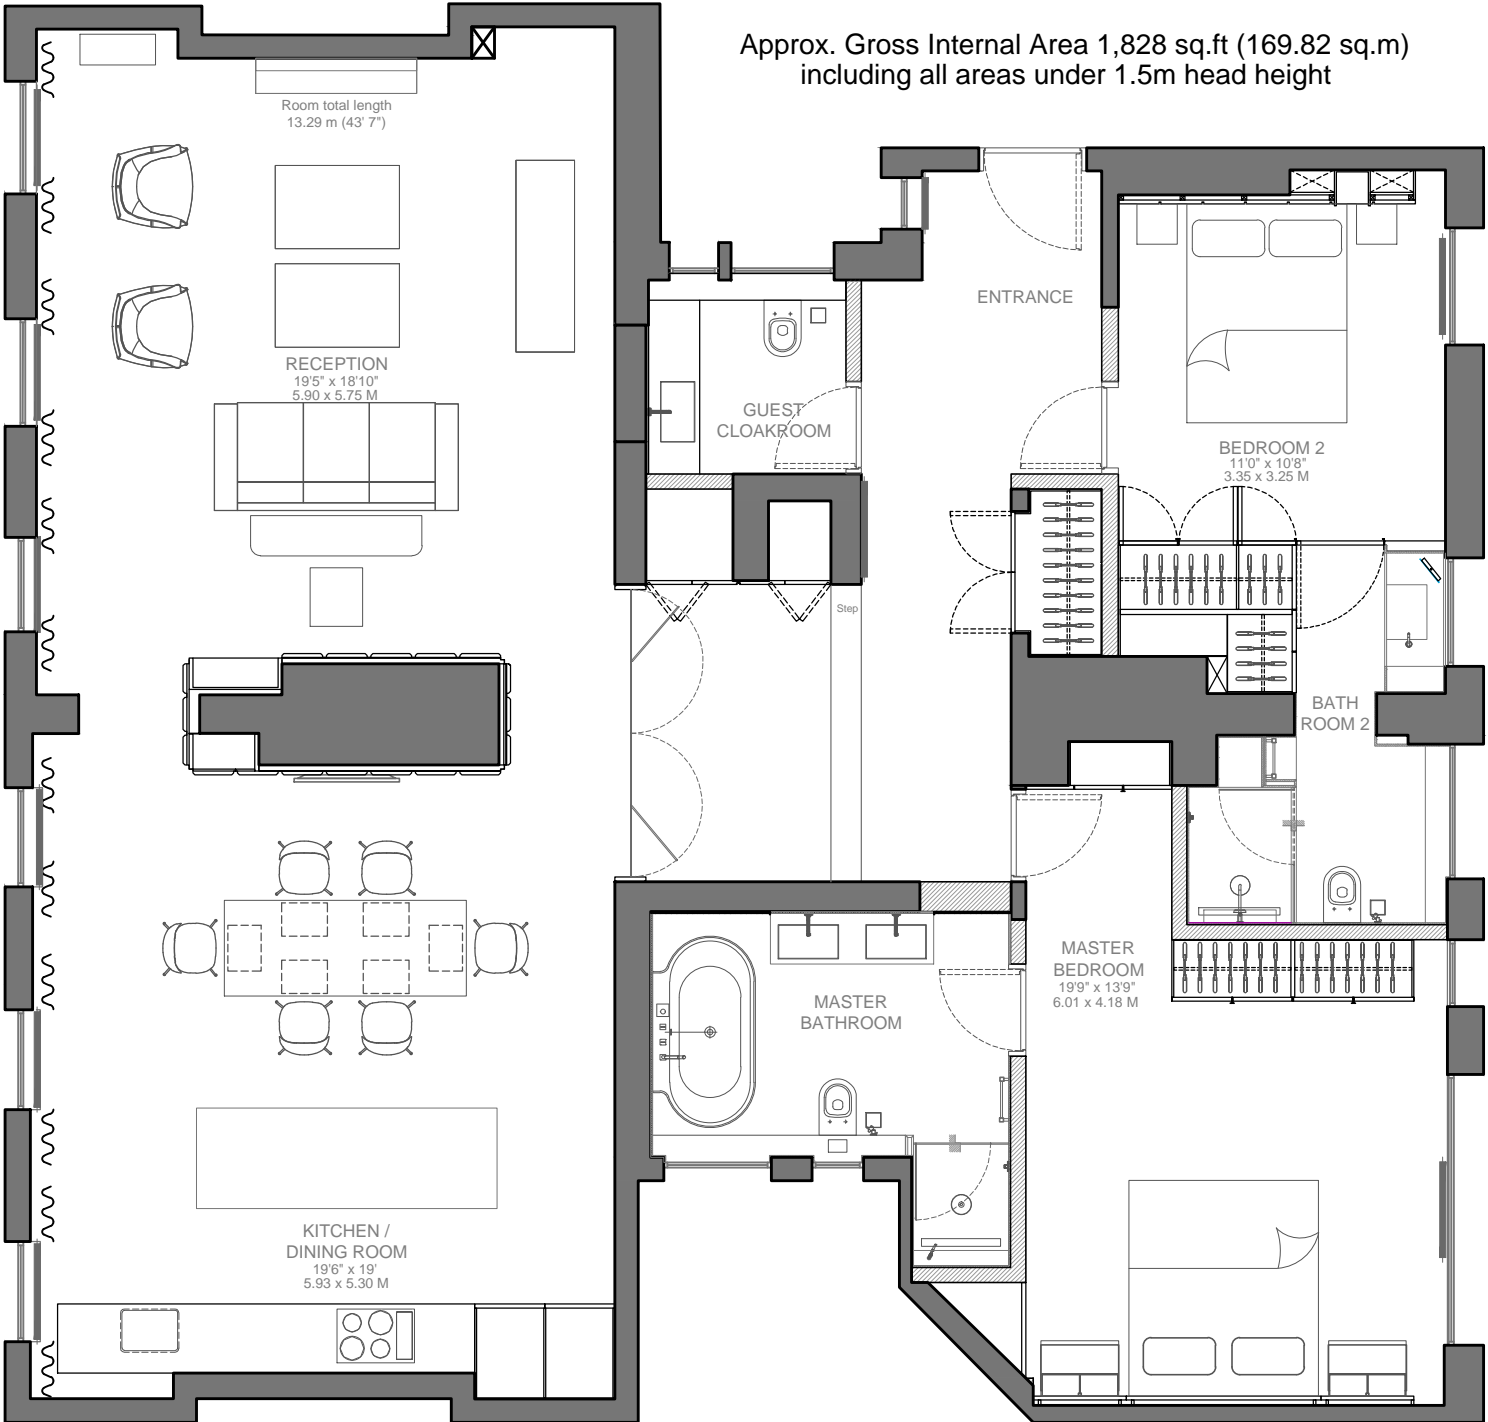 Approx. Gross Internal Area 1,828 sq.ft (169.82 sq.m)
including all areas under 1.5m head height
Room total length
13.29 m (43' 7")
RECEPTION
19'5" x 18'10"
5.90 x 5.75 M
ENTRANCE
GUEST
CLOAKROOM
BEDROOM 2
11'0" x 10'8"
3.35 x 3.25 M
Step
BATH
ROOM 2
MASTER
BEDROOM
19'9" x 13'9"
6.01 x 4.18 M
MASTER
BATHROOM
KITCHEN /
DINING ROOM
19'6" x 19'
5.93 x 5.30 M